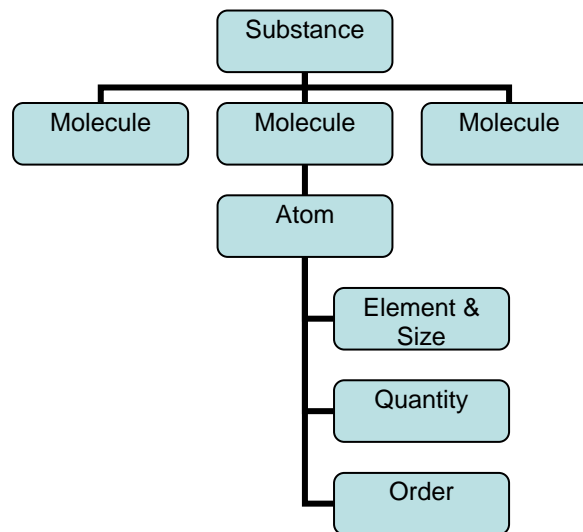 Substance
Molecule
Molecule
Molecule
Atom
Element &
Size
Quantity
Order